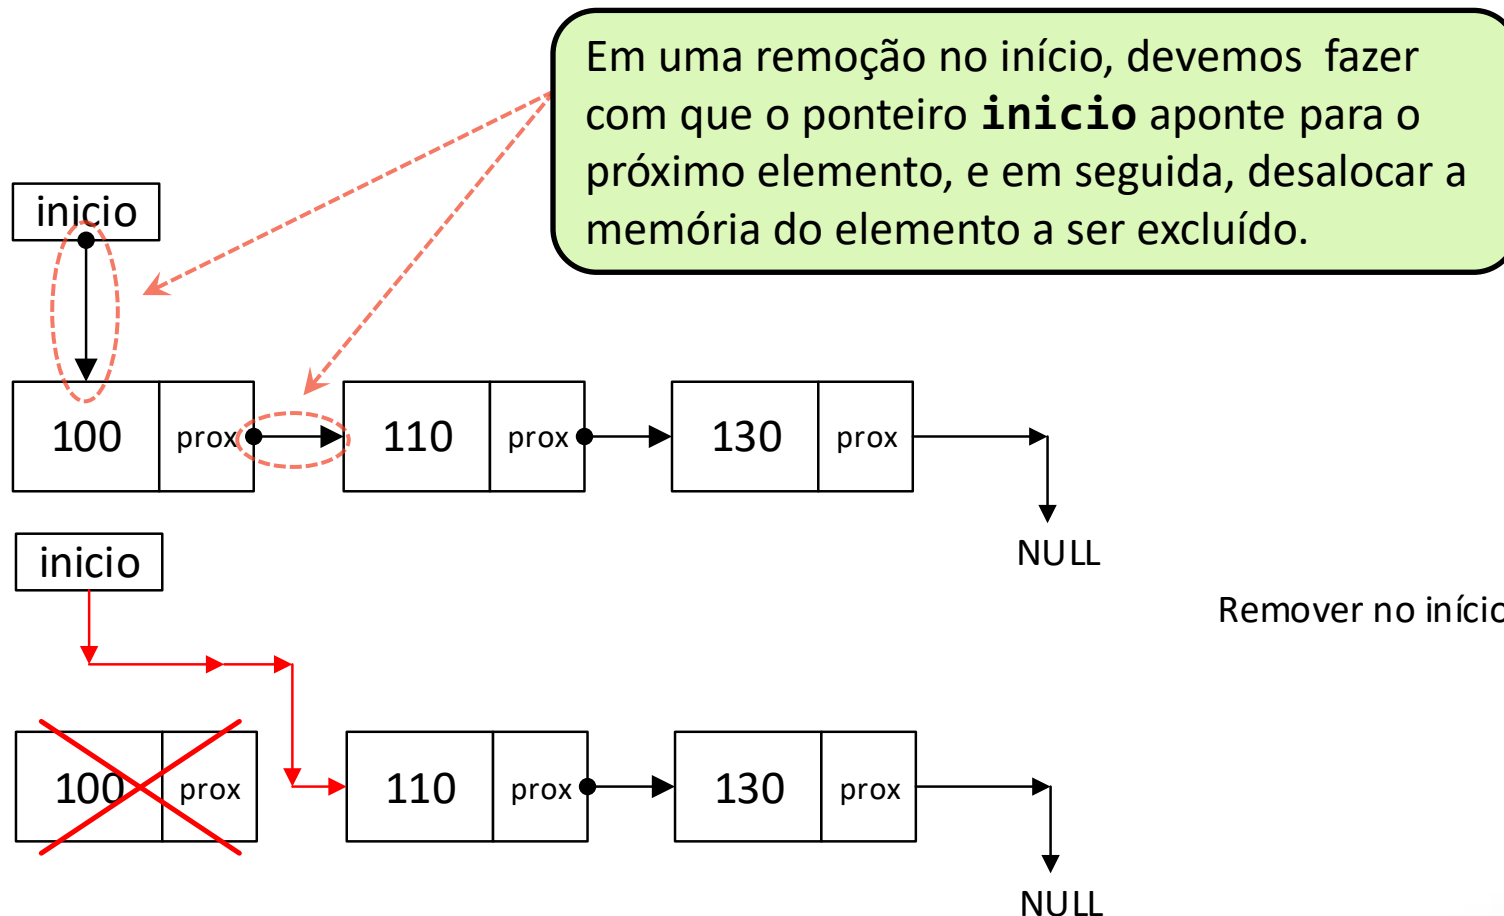 Em uma remoção no início, devemos  fazer
com que o ponteiro inicio aponte para o
próximo elemento, e em seguida, desalocar a
memória do elemento a ser excluído.
inicio
100 prox 110 prox 130 prox
NULL
inicio
Remover no início
100 prox 110 prox 130 prox
NULL